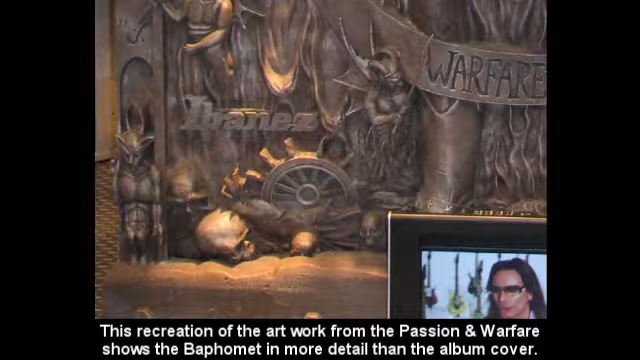 WARFARE
Ibanez
This recreation of the art work from the Passion & Warfare
shows the Baphomet in more detail than the album cover.